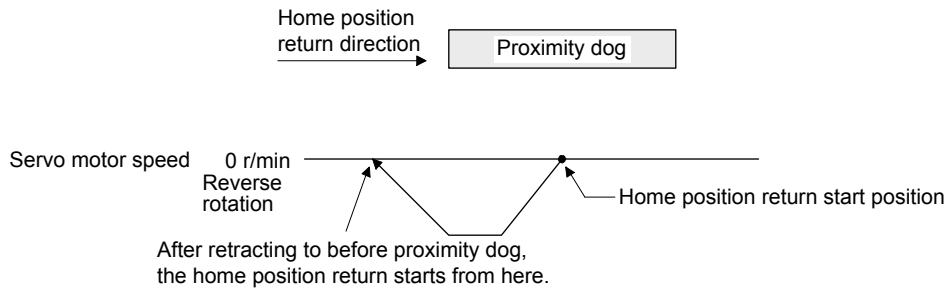 Home position
return direction
Proximity dog
Servo motor speed 0 r/min
Reverse
rotation
Home position return start position
After retracting to before proximity dog,
the home position return starts from here.